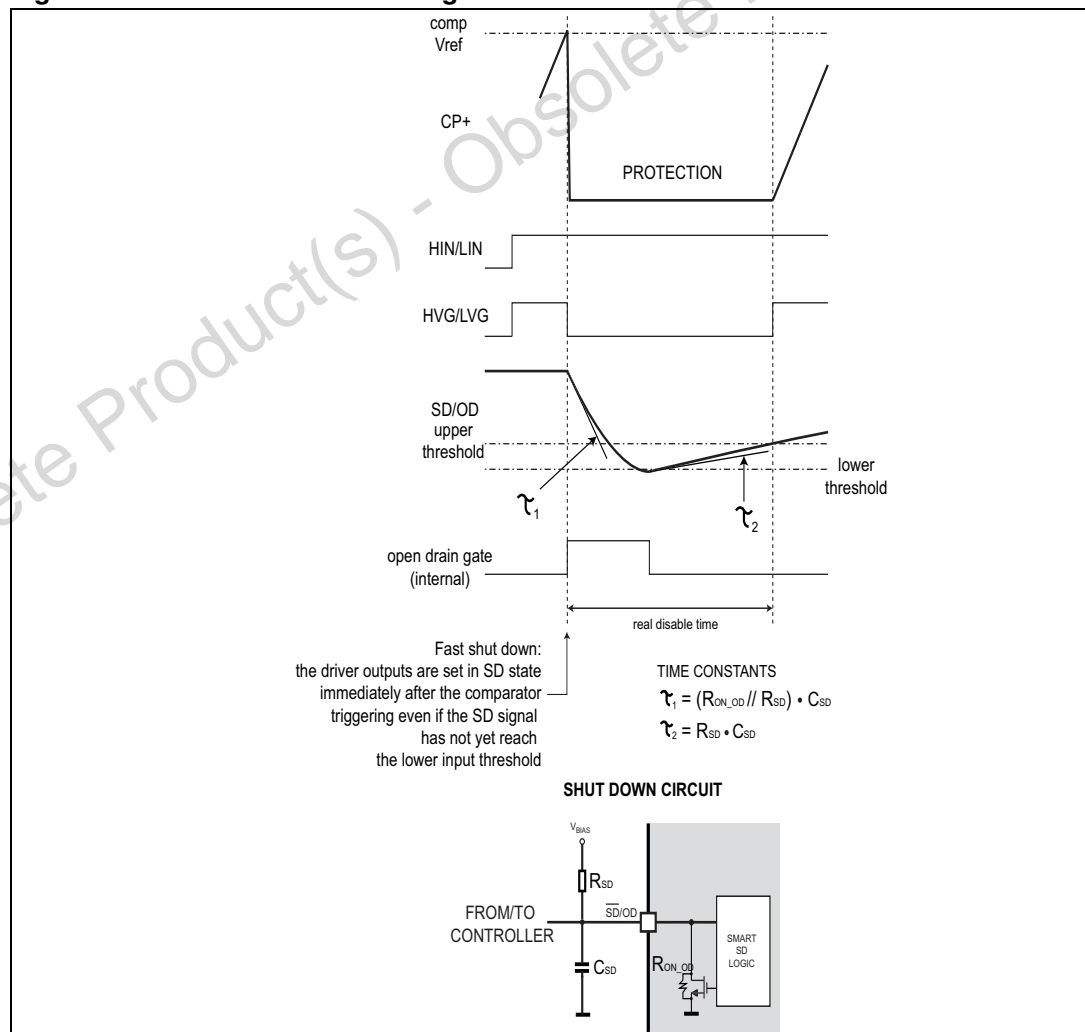 comp
Vref
CP+
PROTECTION
HIN/LIN
HVG/LVG
SD/OD
upper
threshold
lower
threshold
τ1
τ2
open drain gate
(internal)
real disable time
Fast shut down:
the driver outputs are set in SD state
immediately after the comparator
triggering even if the SD signal
has not yet reach
the lower input threshold
TIME CONSTANTS
τ1 = (RON_OD // RSD) • CSD
τ2 = RSD • CSD
SHUT DOWN CIRCUIT
VBIAS
RSD
FROM/TO
CONTROLLER
SD/OD
SMART
SD
LOGIC
RON_OD
CSD
ete Product(s) - Obsolete